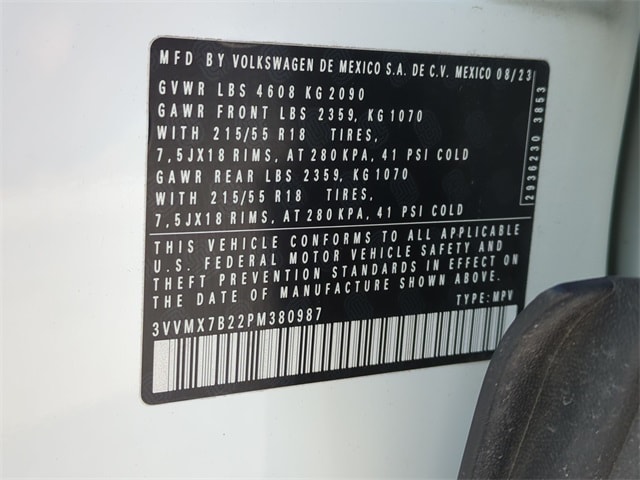 MFD BY VOLKSWAGEN DE MEXICO S.A. DE C.V. MEXICO 08/23
GVWR LBS 4608 KG 2090
GAWR FRONT LBS 2359, KG 1070
WITH 215/55 R18 TIRES,
7,5JX18 RIMS, AT 280 KPA, 41 PSI COLD
GAWR REAR LBS 2359, KG 1070
WITH 215/55 R18 TIRES,
7,5JX18 RIMS, AT 280 KPA, 41 PSI COLD
THIS VEHICLE CONFORMS TO ALL APPLICABLE
U.S. FEDERAL MOTOR VEHICLE SAFETY AND
THEFT PREVENTION STANDARDS IN EFFECT ON
DATE OF MANUFACTURE SHOWN ABOVE.
TYPE: MPV
3VVMX7B22PM380987
2936230 3853